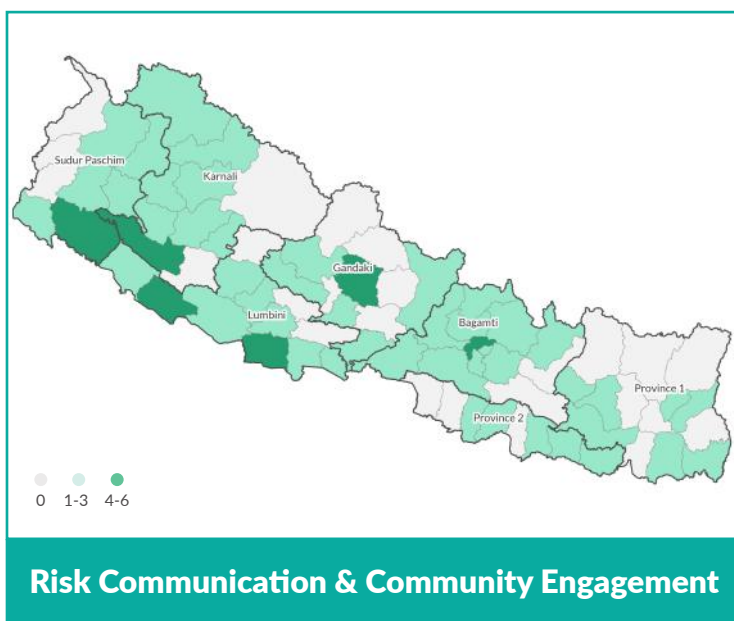 Sudur Paschim
Karnali
Gandaki
Lumbini
Bagamti
Province 1
Province 2
0 1-3 4-6
Risk Communication & Community Engagement